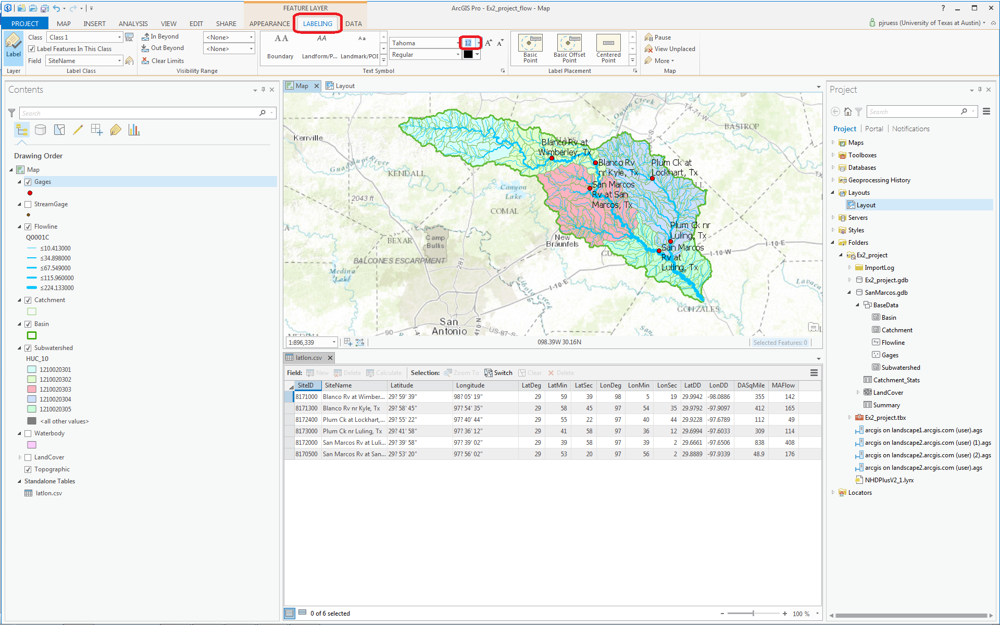 FEATURE LAYER
ArcGIS Pro - Ex2_project_flow - Map
PROJECT MAP INSERT ANALYSIS VIEW EDIT SHARE APPEARANCE LABELING DATA
pjruess (University of Texas at Austin)
Label
Layer
Class Class 1 SQL
Label Features In This Class
Field SiteName
Label Class
In Beyond <None>
Out Beyond <None>
Clear Limits
Visibility Range
AA AA Aa
Boundary Landform/P... Landmark/POI
Tahoma 12
Regular
Text Symbol
Basic Point
Basic Offset Point
Centered Point
Label Placement
Pause
View Unplaced
More
Map
Contents
Search
Drawing Order
Map
Gages
StreamGage
Flowline
Q0001C
≤10.413000
≤34.898000
≤67.549000
≤115.960000
≤224.133000
Catchment
Basin
Subwatershed
HUC_10
1210020301
1210020302
1210020303
1210020304
1210020305
<all other values>
Waterbody
LandCover
Topographic
Standalone Tables
latlon.csv
Map Layout
Onion Creek
TX-71-W
BASTROP
Kerrville
HAYS
Guadalupe River
KENDALL
Blanco Rv at
Wimberley, Tx
Blanco Rv
nr Kyle, Tx
Plum Ck at
Lockhart, Tx
San Marcos
Rv at San
Marcos, Tx
Canyon
Lake
2043 ft
COMAL
Plum Ck nr
Luling, Tx
New
Braunfels
San Marcos
Rv at
Luling, Tx
Camp
Bullis
BEXAR
BALCONES ESCARPMENT
281
I-10-E
I-10-W
I-10-E
Medina
Lake
Cibolo Creek
Lavaca
GONZALES
San
Antonio
410-N
US-87-S
90
San
1:896,339
098.39W 30.16N
Selected Features: 0
latlon.csv
Field: New Delete Calculate Selection: Zoom To Switch Clear Delete
SiteID SiteName Latitude Longitude LatDeg LatMin LatSec LonDeg LonMin LonSec LatDD LonDD DASqMile MAFlow
8171000 Blanco Rv at Wimber... 29? 59' 39" 98? 05' 19" 29 59 39 98 5 19 29.9942 -98.0886 355 142
8171300 Blanco Rv nr Kyle, Tx 29? 58' 45" 97? 54' 35" 29 58 45 97 54 35 29.9792 -97.9097 412 165
8172400 Plum Ck at Lockhart,... 29? 55' 22" 97? 40' 44" 29 55 22 97 40 44 29.9228 -97.6789 112 49
8173000 Plum Ck nr Luling, Tx 29? 41' 58" 97? 36' 12" 29 41 58 97 36 12 29.6994 -97.6033 309 114
8172000 San Marcos Rv at Luli... 29? 39' 58" 97? 39' 02" 29 39 58 97 39 2 29.6661 -97.6506 838 408
8170500 San Marcos Rv at San... 29? 53' 20" 97? 56' 02" 29 53 20 97 56 2 29.8889 -97.9339 48.9 176
0 of 6 selected
100 %
Project
Search
Project Portal Notifications
Maps
Toolboxes
Databases
Geoprocessing History
Layouts
Layout
Servers
Styles
Folders
Ex2_project
ImportLog
Ex2_project.gdb
SanMarcos.gdb
BaseData
Basin
Catchment
Flowline
Gages
Subwatershed
Catchment_Stats
LandCover
Summary
Ex2_project.tbx
arcgis on landscape1.arcgis.com (user).ags
arcgis on landscape2.arcgis.com (user) (1).ags
arcgis on landscape2.arcgis.com (user) (2).ags
arcgis on landscape2.arcgis.com (user).ags
NHDPlusV2_1.lyrx
Locators